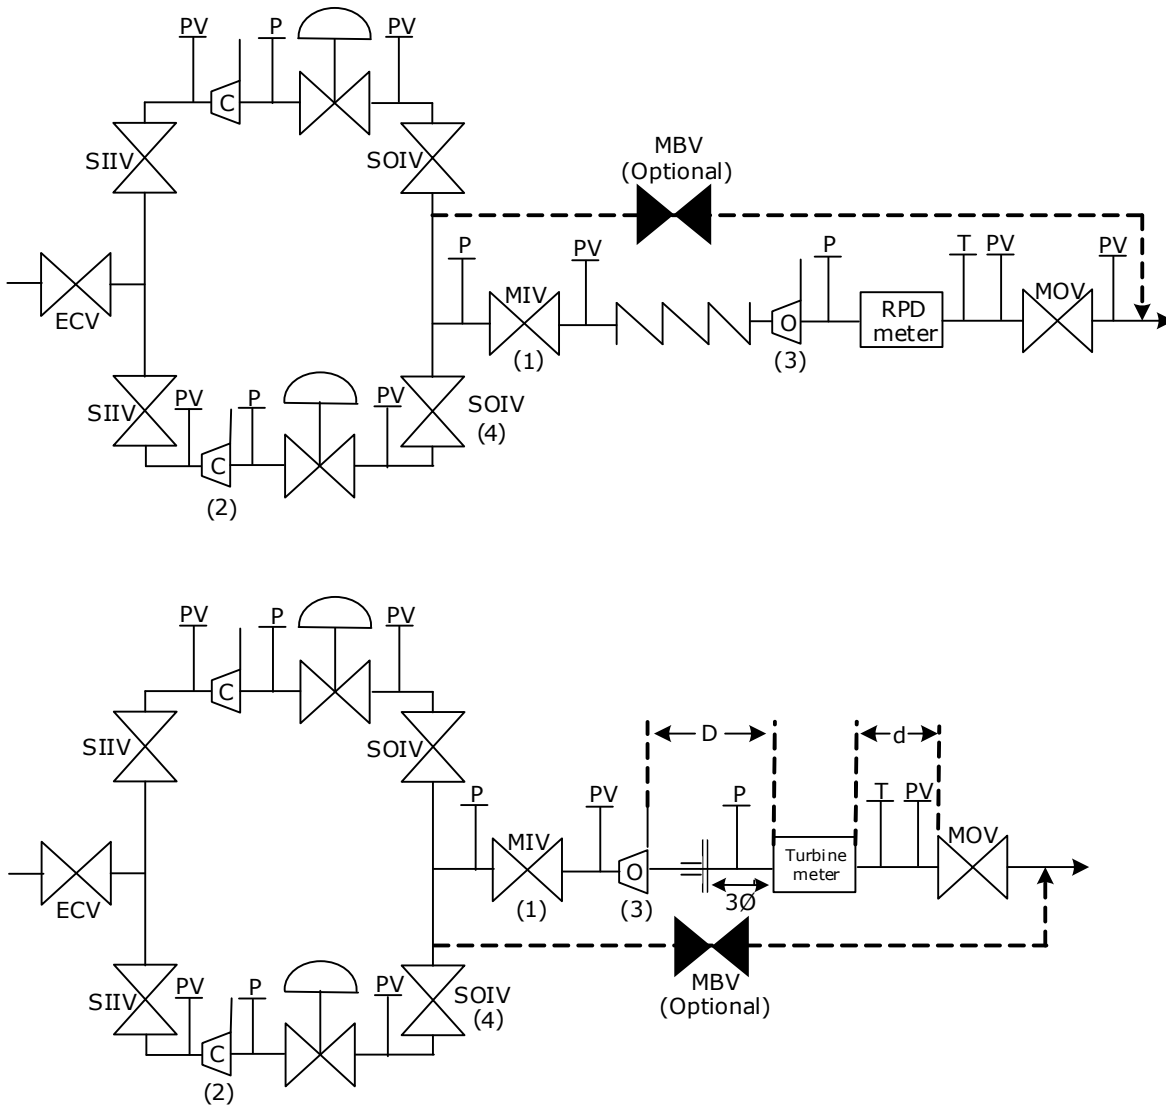 PV P PV
C
SIIV SOIV
MBV
(Optional)
ECV
P MIV PV P T PV PV
(1)
O
(3)
RPD
meter
MOV
SIIV PV P PV SOIV
(4)
C
(2)
PV P PV
C
SIIV SOIV
D d
ECV
P MIV PV P T PV MOV
(1)
O
(3)
3Ø
Turbine
meter
MBV
(Optional)
SIIV PV P PV SOIV
(4)
C
(2)